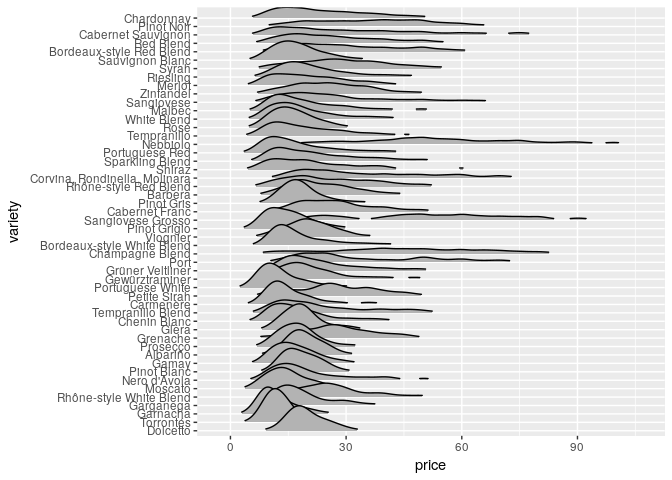 Chardonnay
Pinot Noir
Cabernet Sauvignon
Red Blend
Bordeaux-style Red Blend
Sauvignon Blanc
Syrah
Riesling
Merlot
Zinfandel
Sangiovese
Malbec
White Blend
Rosé
Tempranillo
Nebbiolo
Portuguese Red
Sparkling Blend
Shiraz
Corvina, Rondinella, Molinara
Rhône-style Red Blend
Barbera
Pinot Gris
Cabernet Franc
Sangiovese Grosso
Pinot Grigio
Viognier
Bordeaux-style White Blend
Champagne Blend
Port
Grüner Veltliner
Gewürztraminer
Portuguese White
Petite Sirah
Carmenère
Tempranillo Blend
Chenin Blanc
Glera
Grenache
Prosecco
Albariño
Gamay
Pinot Blanc
Nero d'Avola
Moscato
Rhône-style White Blend
Garganega
Garnacha
Torrontés
Dolcetto
variety
0 30 60 90
price